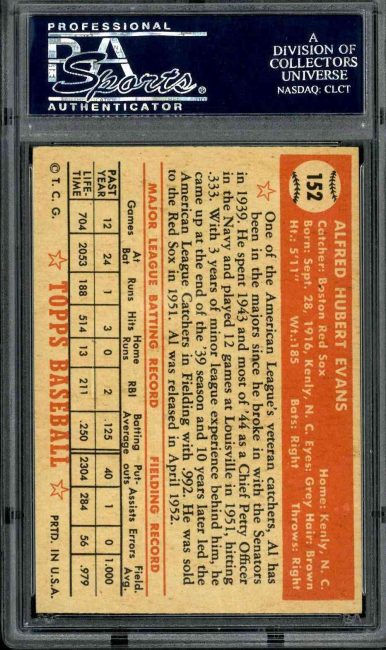 PROFESSIONAL
PSA
Sports
AUTHENTICATOR
A
DIVISION OF
COLLECTORS
UNIVERSE
NASDAQ: CLCT
152
ALFRED HUBERT EVANS
Catcher: Boston Red Sox Home: Kenly, N. C.
Born: Sept. 28, 1916, Kenly, N. C. Eyes: Grey Hair: Brown
Ht.: 5'11" Wt.:185 Bats: Right Throws: Right
One of the American League's veteran catchers, Al has
been in the majors since he broke in with the Senators
in 1939. He spent 1943 and most of '44 as a Chief Petty Officer
in the Navy and played 12 games at Louisville in 1951, hitting
.333. With 3 years of minor league experience behind him, he
came up at the end of the '39 season and 10 years later led the
American League Catchers in Fielding with .992. He was sold
to the Red Sox in 1951. Al was released in April 1952.
MAJOR LEAGUE BATTING RECORD FIELDING RECORD
Games At Bat Runs Hits Home Runs RBI Batting Average Put-outs Assists Errors Field. Avg.
PAST YEAR 12 24 1 3 0 2 .125 40 1 0 1.000
LIFE-TIME 704 2053 188 514 13 211 .250 2304 284 56 .979
© T. C. G. TOPPS BASEBALL PRTD. IN U.S.A.